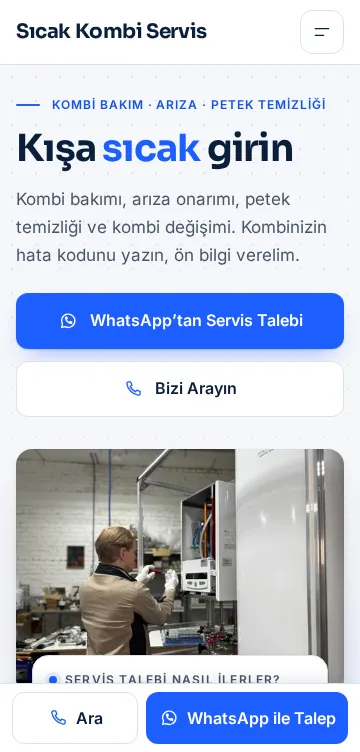 Sıcak Kombi Servis
KOMBİ BAKIM · ARIZA · PETEK TEMİZLİĞİ
Kışa sıcak girin
Kombi bakımı, arıza onarımı, petek
temizliği ve kombi değişimi. Kombinizin
hata kodunu yazın, ön bilgi verelim.
WhatsApp’tan Servis Talebi
Bizi Arayın
SERVİS TALEBİ NASIL İLERLER?
Ara
WhatsApp ile Talep